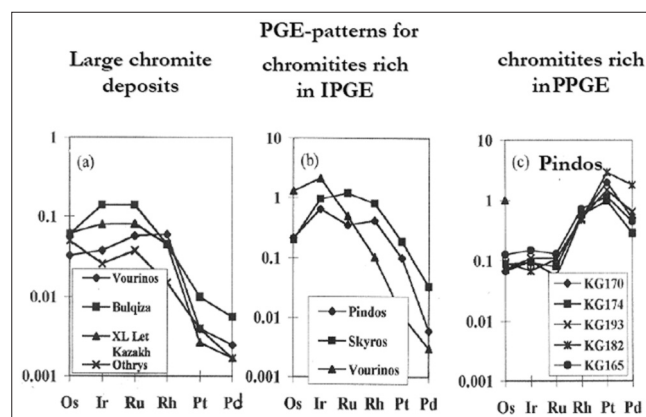 PGE-patterns for
Large chromite
deposits
chromitites rich
in IPGE
chromitites rich
in PPGE
(a)
1
0.1
0.01
0.001
Vourinos
Bulqiza
XL Let
Kazakh
Othrys
Os Ir Ru Rh Pt Pd
(b)
10
1
0.1
0.01
0.001
Pindos
Skyros
Vourinos
Os Ir Ru Rh Pt Pd
(c) Pindos
10
1
0.1
0.01
0.001
KG170
KG174
KG193
KG182
KG165
Os Ir Ru Rh Pt Pd